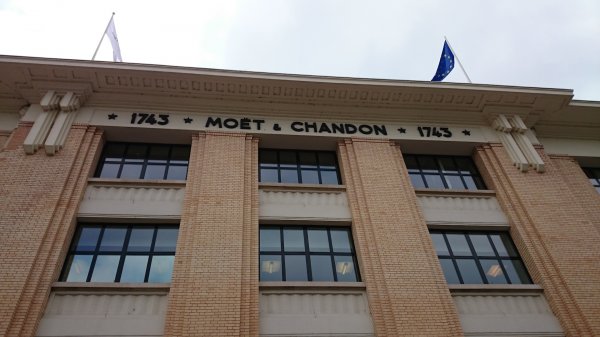 ★ 1743 ★ MOËT & CHANDON ★ 1743 ★